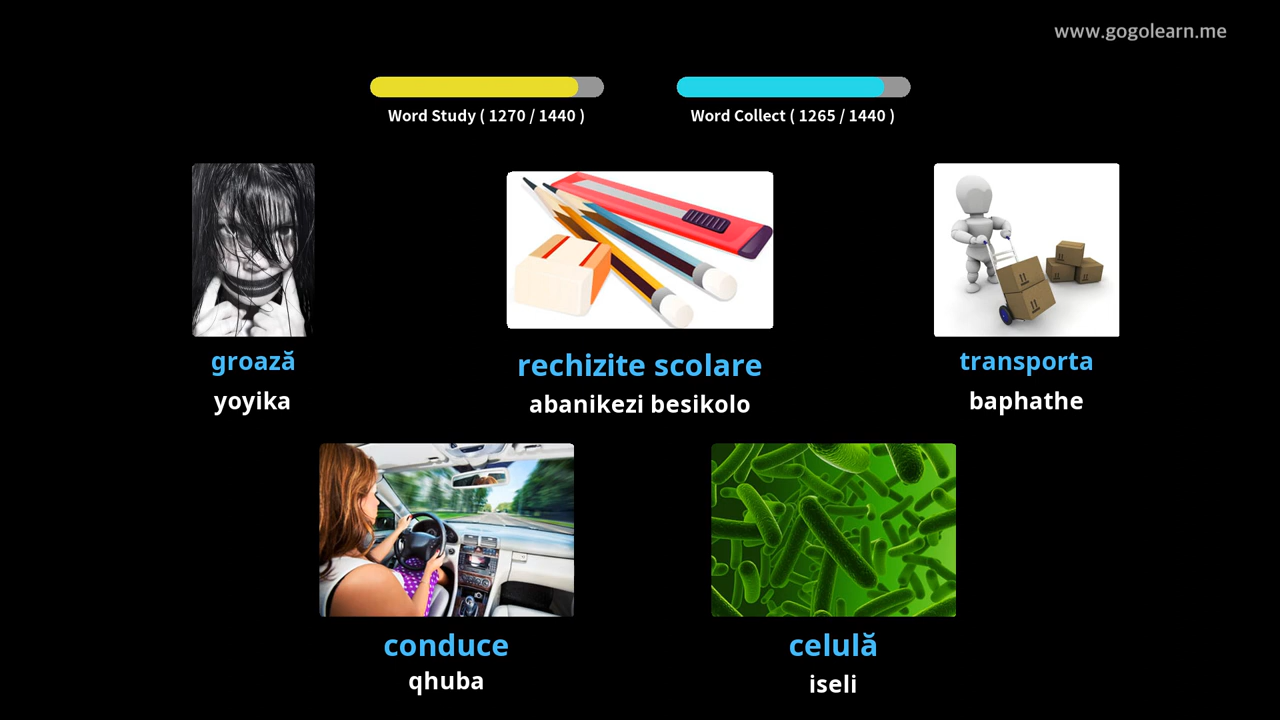 www.gogolearn.me
Word Study ( 1270 / 1440 )
Word Collect ( 1265 / 1440 )
groază
yoyika
rechizite scolare
abanikezi besikolo
transporta
baphathe
conduce
qhuba
celulă
iseli